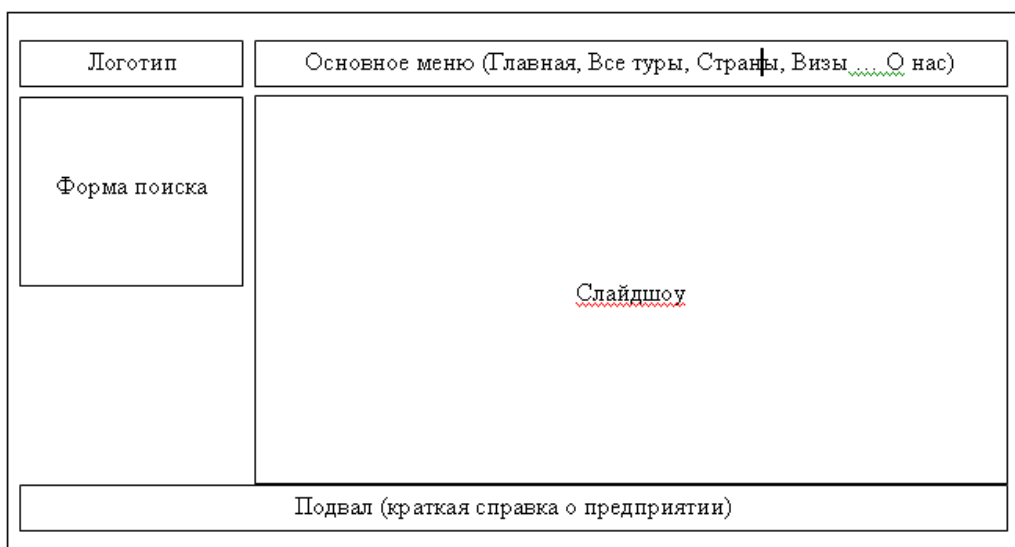 Логотип
Основное меню (Главная, Все туры, Страны, Визы ... О нас)
Форма поиска
Слайдшоу
Подвал (краткая справка о предприятии)